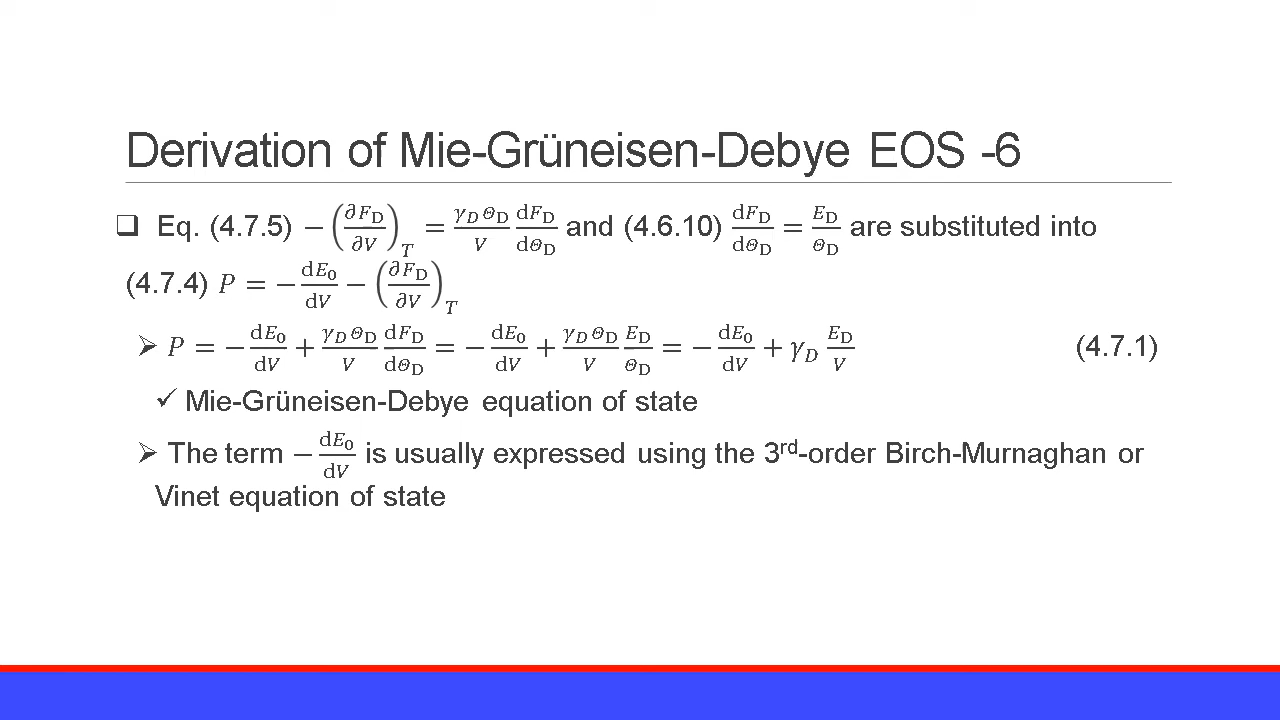 Derivation of Mie-Grüneisen-Debye EOS -6
❑ Eq. (4.7.5) −(∂F_D/∂V)_T = (γ_D Θ_D/V)(dF_D/dΘ_D) and (4.6.10) dF_D/dΘ_D = E_D/Θ_D are substituted into
(4.7.4) P = −dE_0/dV − (∂F_D/∂V)_T
➢ P = −dE_0/dV + (γ_D Θ_D/V)(dF_D/dΘ_D) = −dE_0/dV + (γ_D Θ_D/V)(E_D/Θ_D) = −dE_0/dV + γ_D E_D/V (4.7.1)
✓ Mie-Grüneisen-Debye equation of state
➢ The term −dE_0/dV is usually expressed using the 3rd-order Birch-Murnaghan or
Vinet equation of state